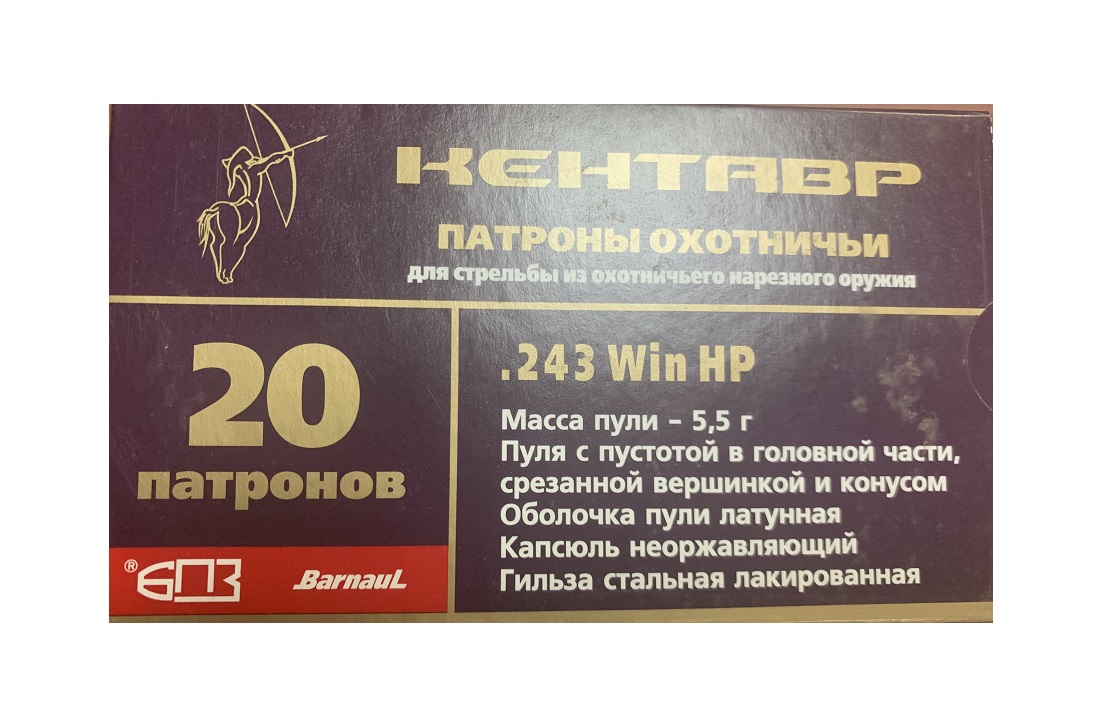 КЕНТАВР
ПАТРОНЫ ОХОТНИЧЬИ
для стрельбы из охотничьего нарезного оружия
20
патронов
® БПЗ
Barnaul
.243 Win HP
Масса пули – 5,5 г
Пуля с пустотой в головной части,
срезанной вершинкой и конусом
Оболочка пули латунная
Капсюль неоржавляющий
Гильза стальная лакированная